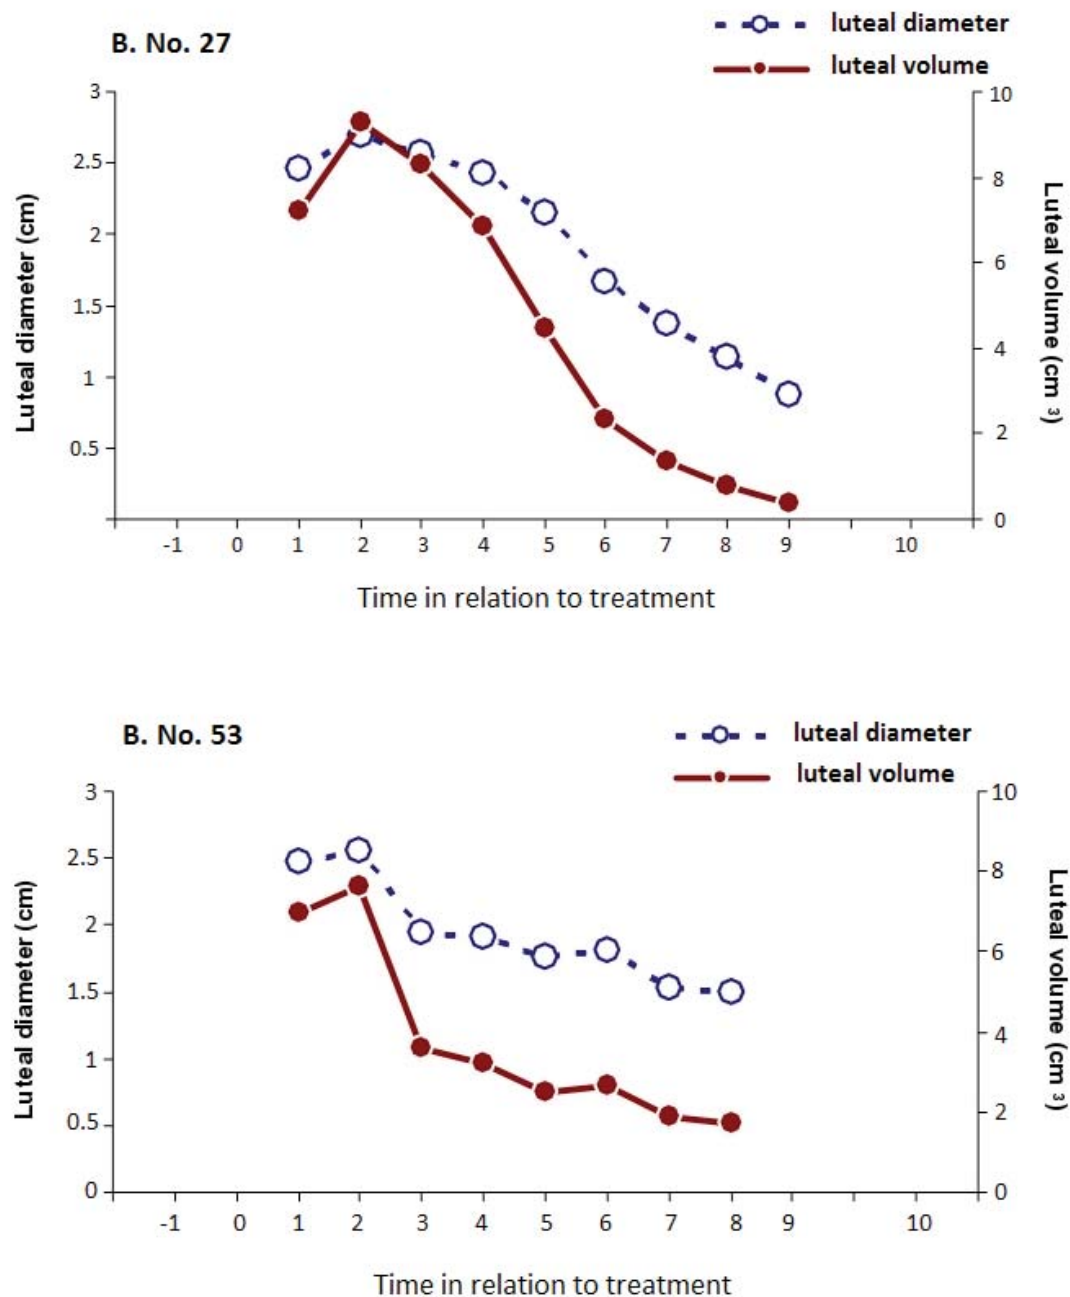 B. No. 27
luteal diameter
luteal volume
3
2.5
2
1.5
1
0.5
Luteal diameter (cm)
10
8
6
4
2
0
Luteal volume (cm ³)
-1 0 1 2 3 4 5 6 7 8 9 10
Time in relation to treatment
B. No. 53
luteal diameter
luteal volume
3
2.5
2
1.5
1
0.5
0
Luteal diameter (cm)
10
8
6
4
2
0
Luteal volume (cm ³)
-1 0 1 2 3 4 5 6 7 8 9 10
Time in relation to treatment